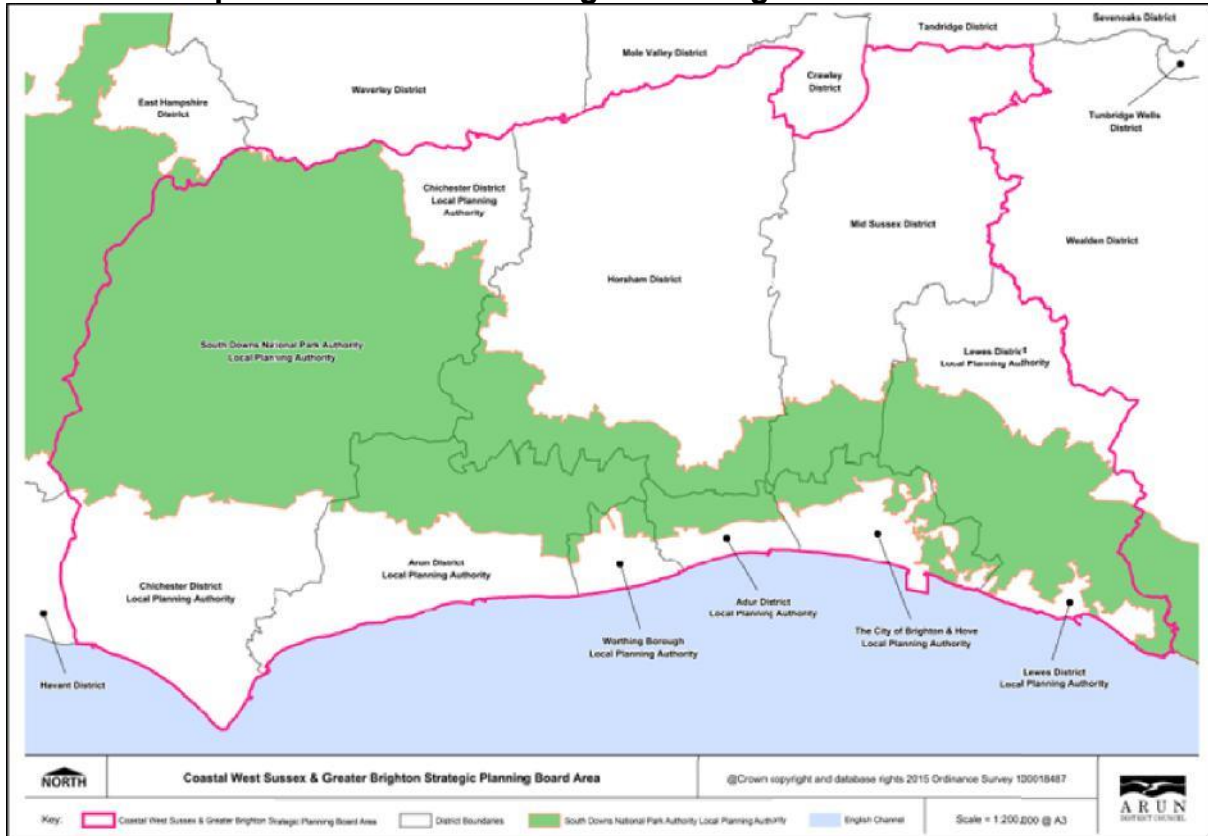 Sevenoaks District
Tandridge District
Mole Valley District
Crawley
District
Waverley District
East Hampshire
District
Tunbridge Wells
District
Chichester District
Local Planning
Authority
Mid Sussex District
Wealden District
Horsham District
South Downs National Park Authority
Local Planning Authority
Lewes District
Local Planning Authority
Arun District
Local Planning Authority
Chichester District
Local Planning Authority
Adur District
Local Planning Authority
The City of Brighton & Hove
Local Planning Authority
Worthing Borough
Local Planning Authority
Lewes District
Local Planning Authority
Havant District
NORTH
Coastal West Sussex & Greater Brighton Strategic Planning Board Area
@Crown copyright and database rights 2015 Ordinance Survey 100018487
ARUN
DISTRICT COUNCIL
Key:
Coastal West Sussex & Greater Brighton Strategic Planning Board Area
District Boundaries
South Downs National Park Authority Local Planning Authority
English Channel
Scale = 1:200,000 @ A3